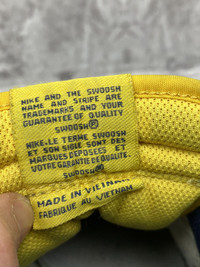 NIKE AND THE SWOOSH
NAME AND STRIPE ARE
TRADEMARKS AND YOUR
GUARANTEE OF QUALITY
SWOOSH®
NIKE-LE TERME SWOOSH
ET SON SIGLE SONT DES
MARQUES DEPOSEES ET
VOTRE GARANTIE DE QUALITE.
SWOOSH®
MADE IN VIETNAM
FABRIQUE AU VIETNAM